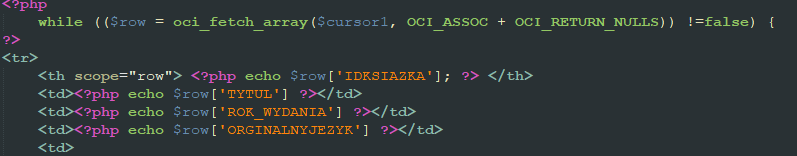 <?php
while (($row = oci_fetch_array($cursor1, OCI_ASSOC + OCI_RETURN_NULLS)) !=false) {
?>
<tr>
<th scope="row"> <?php echo $row['IDKSIAZKA']; ?> </th>
<td><?php echo $row['TYTUL'] ?></td>
<td><?php echo $row['ROK_WYDANIA'] ?></td>
<td><?php echo $row['ORGINALNYJEZYK'] ?></td>
<td>